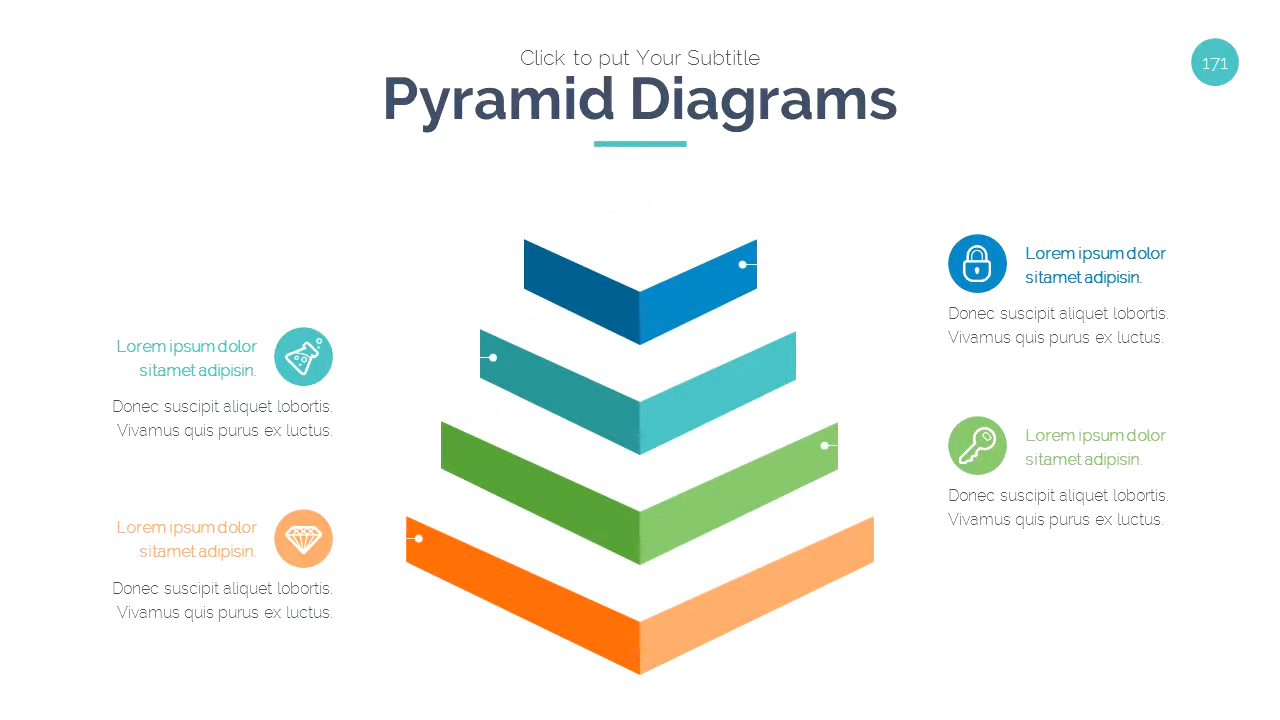 Click to put Your Subtitle
Pyramid Diagrams
171
Lorem ipsum dolor
sitamet adipisin.
Donec suscipit aliquet lobortis.
Vivamus quis purus ex luctus.
Lorem ipsum dolor
sitamet adipisin.
Donec suscipit aliquet lobortis.
Vivamus quis purus ex luctus.
Lorem ipsum dolor
sitamet adipisin.
Donec suscipit aliquet lobortis.
Vivamus quis purus ex luctus.
Lorem ipsum dolor
sitamet adipisin.
Donec suscipit aliquet lobortis.
Vivamus quis purus ex luctus.